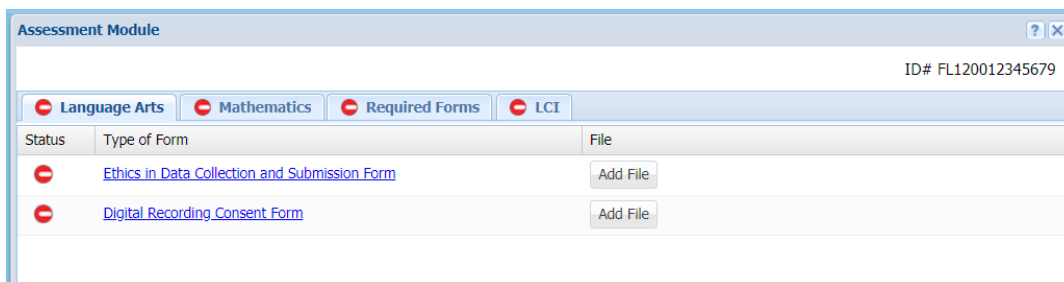 Assessment Module
ID# FL120012345679
Language Arts Mathematics Required Forms LCI
Status Type of Form File
Ethics in Data Collection and Submission Form Add File
Digital Recording Consent Form Add File